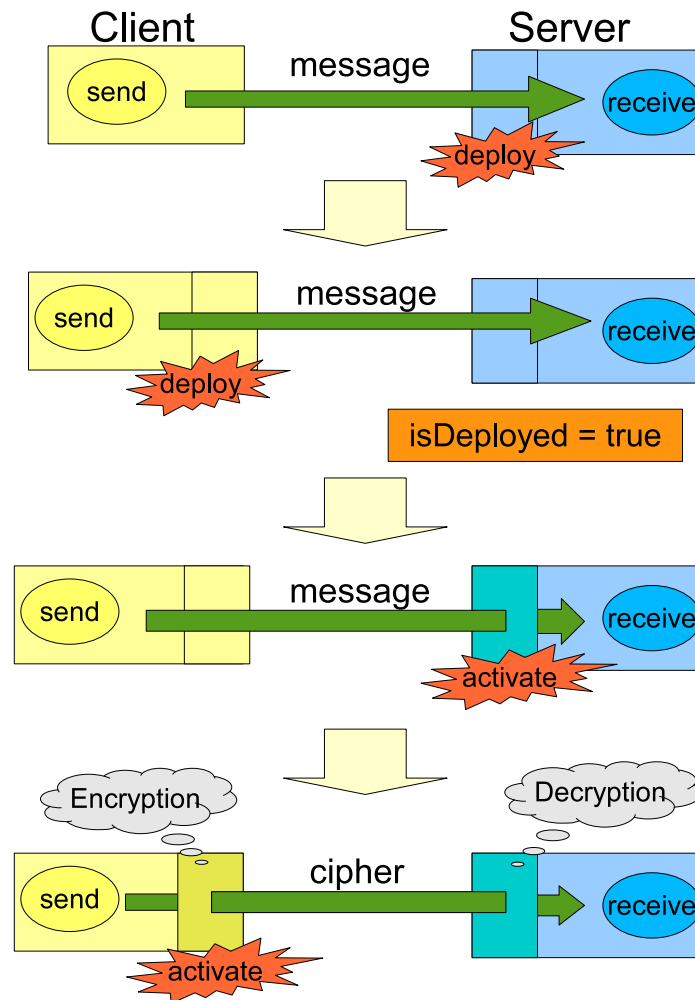 Client
Server
message
send
receive
deploy
message
send
receive
deploy
isDeployed = true
message
send
receive
activate
Encryption
Decryption
cipher
send
receive
activate